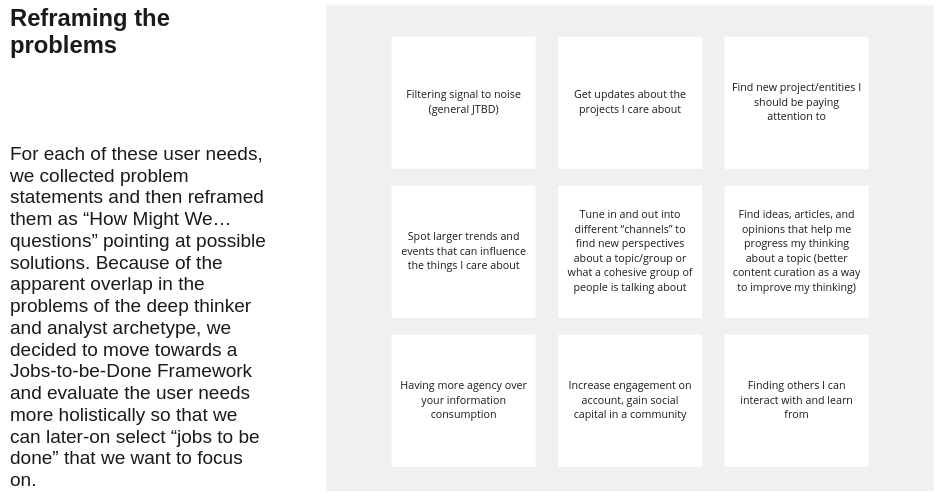 Reframing the
problems
For each of these user needs,
we collected problem
statements and then reframed
them as “How Might We…
questions” pointing at possible
solutions. Because of the
apparent overlap in the
problems of the deep thinker
and analyst archetype, we
decided to move towards a
Jobs-to-be-Done Framework
and evaluate the user needs
more holistically so that we
can later-on select “jobs to be
done” that we want to focus
on.
Filtering signal to noise
(general JTBD)
Get updates about the
projects I care about
Find new project/entities I
should be paying
attention to
Spot larger trends and
events that can influence
the things I care about
Tune in and out into
different “channels” to
find new perspectives
about a topic/group or
what a cohesive group of
people is talking about
Find ideas, articles, and
opinions that help me
progress my thinking
about a topic (better
content curation as a way
to improve my thinking)
Having more agency over
your information
consumption
Increase engagement on
account, gain social
capital in a community
Finding others I can
interact with and learn
from